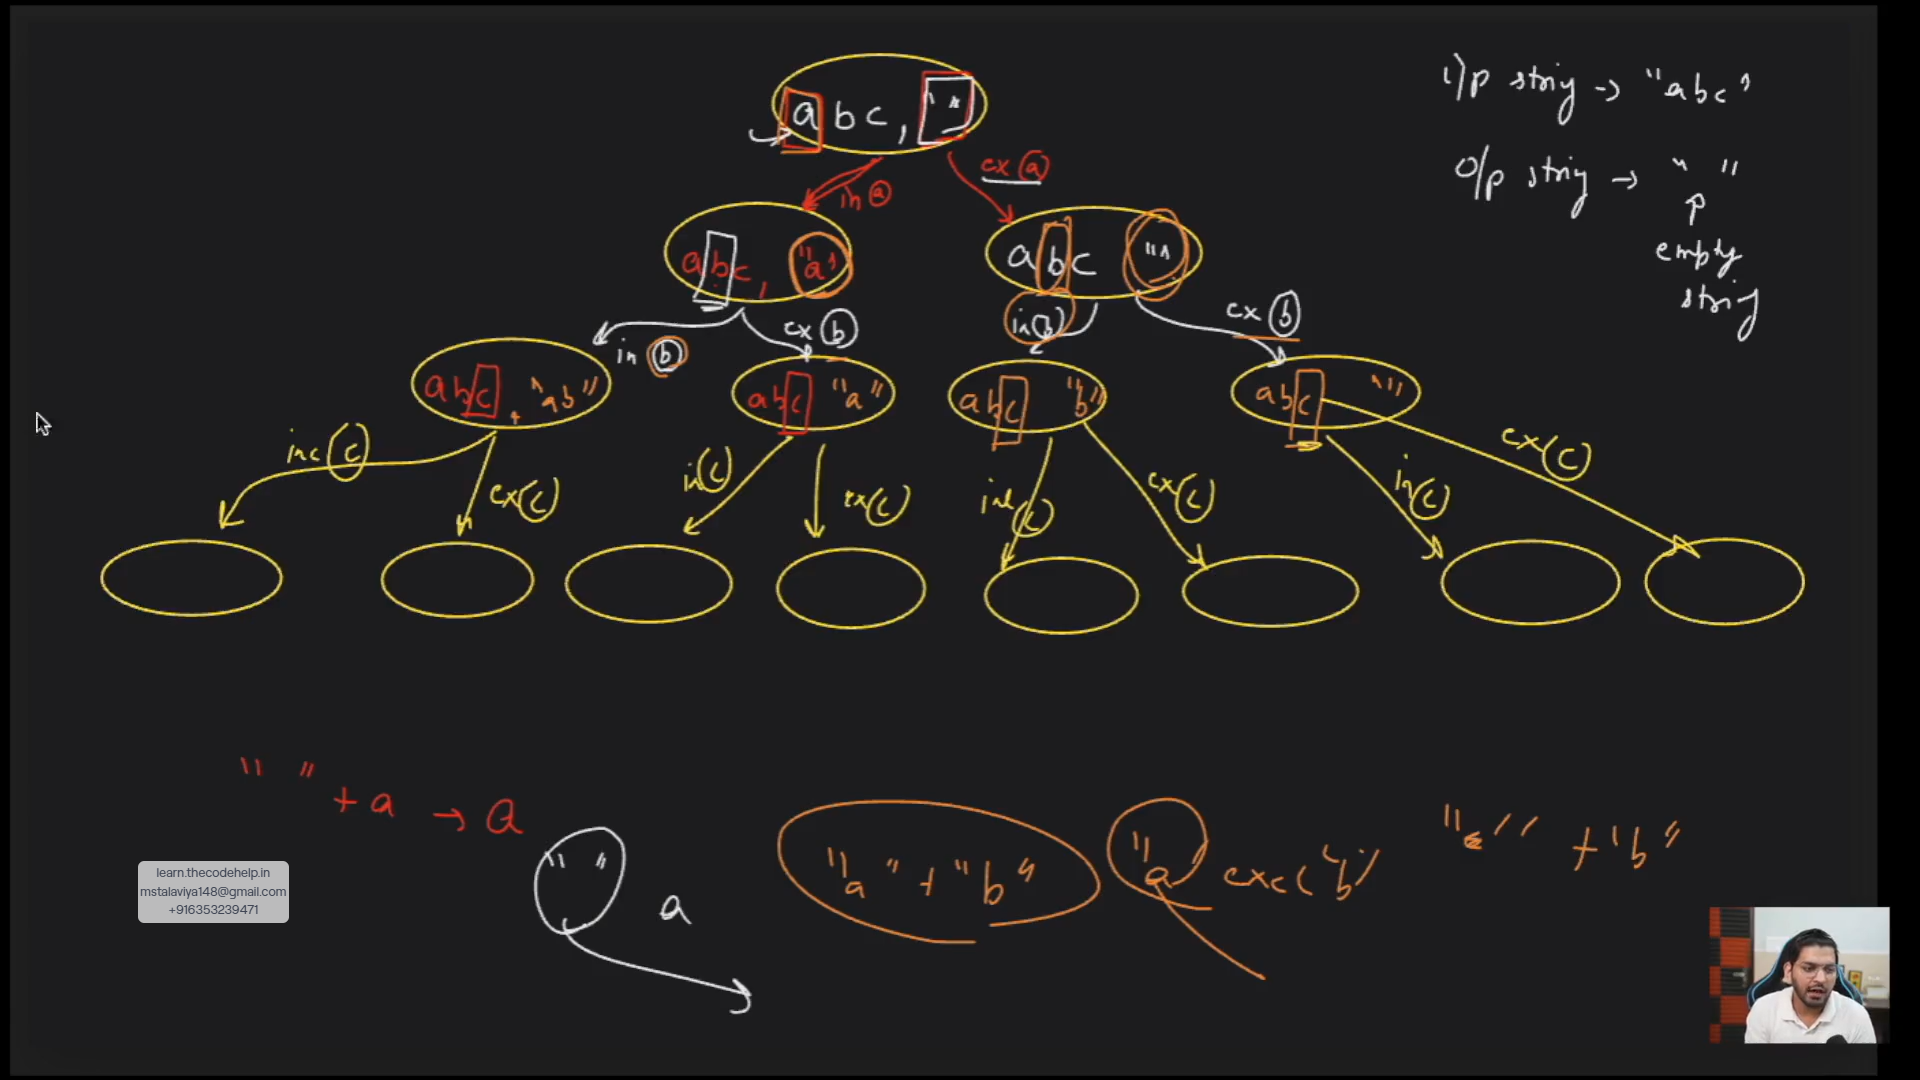 abc, " "
I/p string → "abc"
ex (a)
in (a)
O/p string → " "
empty
string
abc, "a"
abc ""
in (b)
ex (b)
in (b)
ex (b)
abc, "ab"
abc "a"
abc "b"
abc ""
inc (c)
ex (c)
in (c)
ex (c)
inc (c)
ex (c)
in (c)
ex (c)
" " + a → a
" " a
"a" + "b"
"a" exc('b')
" " + "b"
learn.thecodehelp.in
mstalaviya148@gmail.com
+916353239471